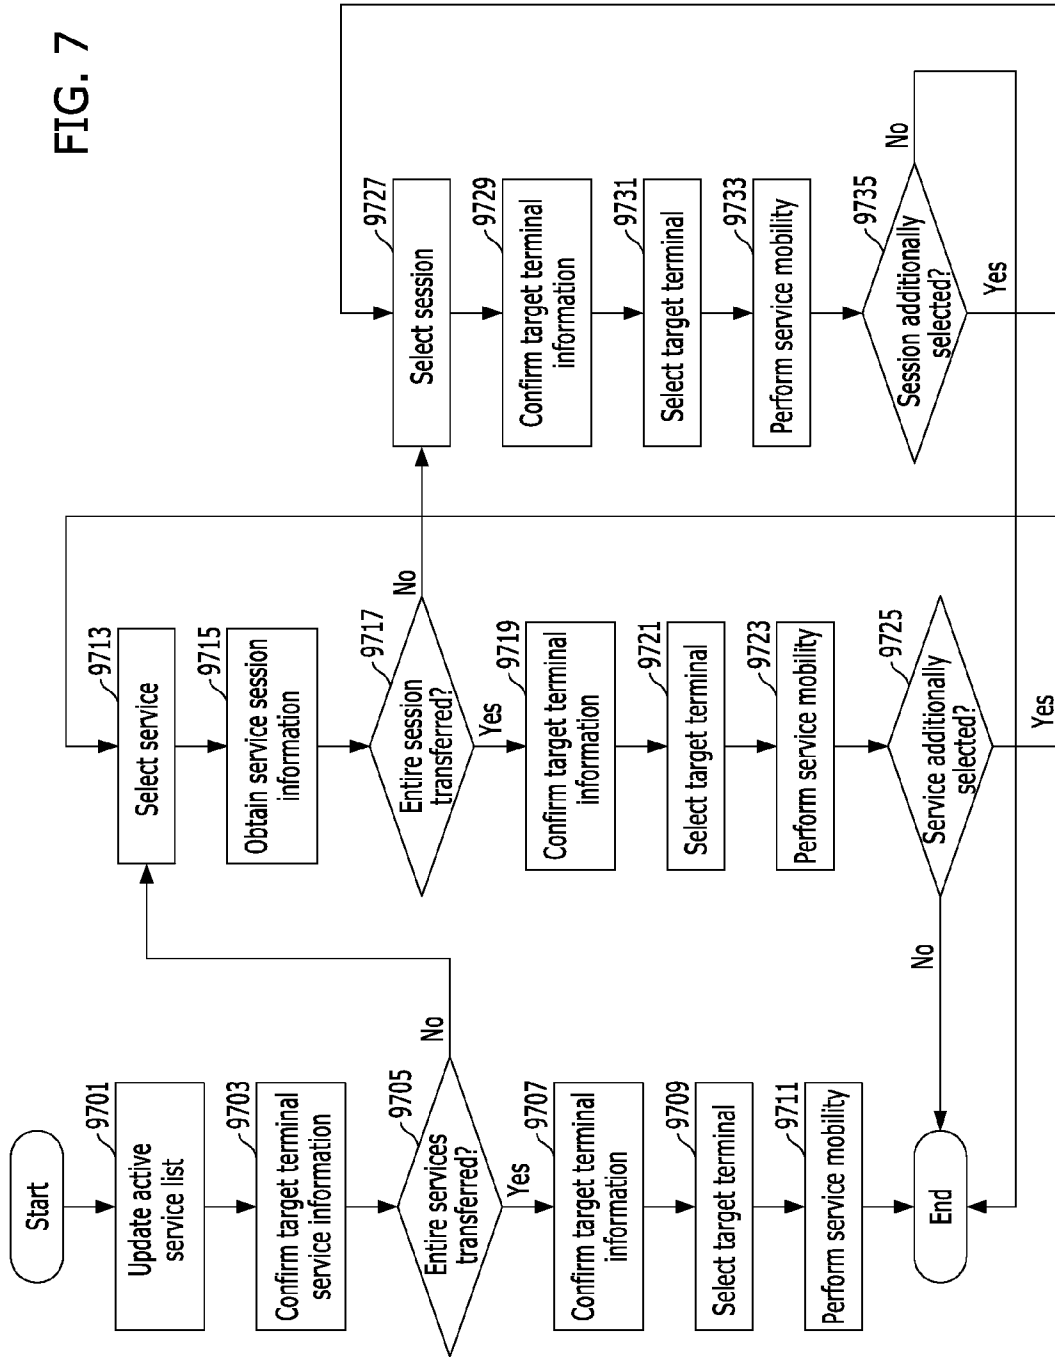 FIG. 7
Start
9701
Update active
service list
9703
Confirm target terminal
service information
9705
Entire services
transferred?
No
Yes
9707
Confirm target terminal
information
9709
Select target terminal
9711
Perform service mobility
End
9713
Select service
9715
Obtain service session
information
9717
Entire session
transferred?
No
Yes
9719
Confirm target terminal
information
9721
Select target terminal
9723
Perform service mobility
9725
Service additionally
selected?
No
Yes
9727
Select session
9729
Confirm target terminal
information
9731
Select target terminal
9733
Perform service mobility
9735
Session additionally
selected?
No
Yes